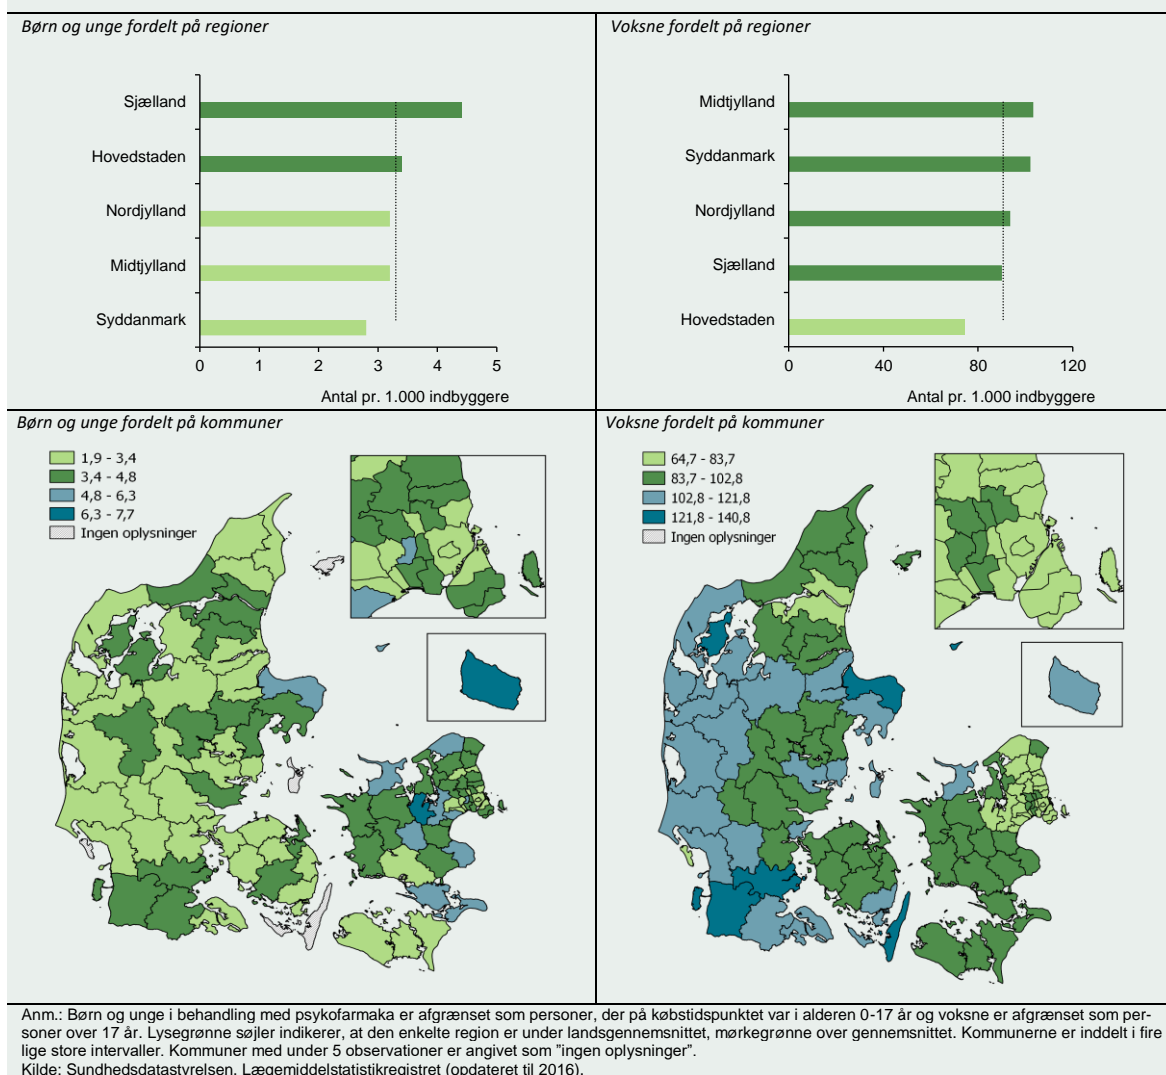 Børn og unge fordelt på regioner
Sjælland
Hovedstaden
Nordjylland
Midtjylland
Syddanmark
0 1 2 3 4 5
Antal pr. 1.000 indbyggere
Voksne fordelt på regioner
Midtjylland
Syddanmark
Nordjylland
Sjælland
Hovedstaden
0 40 80 120
Antal pr. 1.000 indbyggere
Børn og unge fordelt på kommuner
1,9 - 3,4
3,4 - 4,8
4,8 - 6,3
6,3 - 7,7
Ingen oplysninger
Voksne fordelt på kommuner
64,7 - 83,7
83,7 - 102,8
102,8 - 121,8
121,8 - 140,8
Ingen oplysninger
Anm.: Børn og unge i behandling med psykofarmaka er afgrænset som personer, der på købstidspunktet var i alderen 0-17 år og voksne er afgrænset som per-
soner over 17 år. Lysegrønne søjler indikerer, at den enkelte region er under landsgennemsnittet, mørkegrønne over gennemsnittet. Kommunerne er inddelt i fire
lige store intervaller. Kommuner med under 5 observationer er angivet som "ingen oplysninger".
Kilde: Sundhedsdatastyrelsen, Lægemiddelstatistikregistret (opdateret til 2016).